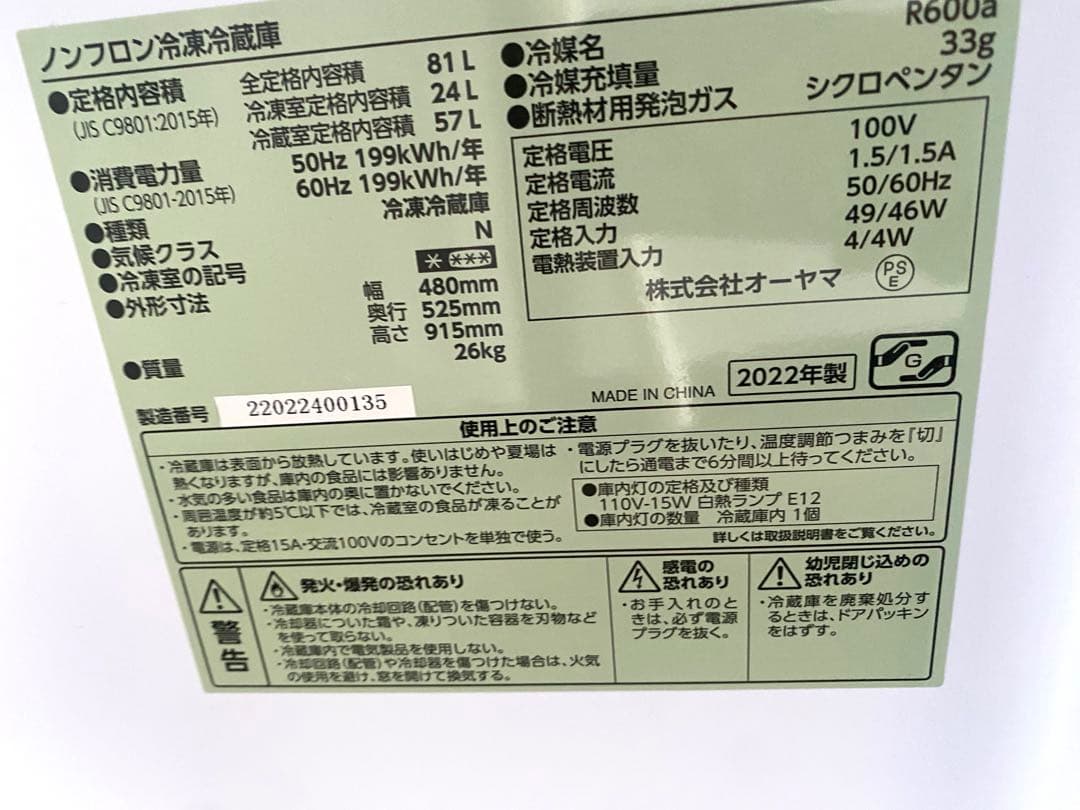 ノンフロン冷凍冷蔵庫
●定格内容積 全定格内容積 81L
(JIS C9801:2015年) 冷凍室定格内容積 24L
冷蔵室定格内容積 57L
●消費電力量 50Hz 199kWh/年
(JIS C9801-2015年) 60Hz 199kWh/年
●種類 冷凍冷蔵庫
●気候クラス N
●冷凍室の記号
●外形寸法 幅 480mm
奥行 525mm
高さ 915mm
●質量 26kg
製造番号 22022400135
●冷媒名 R600a
●冷媒充填量 33g
●断熱材用発泡ガス シクロペンタン
定格電圧 100V
定格電流 1.5/1.5A
定格周波数 50/60Hz
定格入力 49/46W
電熱装置入力 4/4W
株式会社オーヤマ PS E
MADE IN CHINA 2022年製 G
使用上のご注意
・冷蔵庫は表面から放熱しています。使いはじめや夏場は
熱くなりますが、庫内の食品には影響ありません。
・水気の多い食品は庫内の奥に置かないでください。
・周囲温度が約5℃以下では、冷蔵室の食品が凍ることが
あります。
・電源は、定格15A・交流100Vのコンセントを単独で使う。
・電源プラグを抜いたり、温度調節つまみを『切』
にしたら通電まで6分間以上待ってください。
●庫内灯の定格及び種類
110V-15W 白熱ランプ E12
●庫内灯の数量 冷蔵庫内 1個
詳しくは取扱説明書をご覧ください。
警告
発火・爆発の恐れあり
・冷蔵庫本体の冷却回路(配管)を傷つけない。
・冷却器についた霜や、凍りついた容器を刃物など
を使って取らない。
・冷蔵庫内で電気製品を使用しない。
・冷却回路(配管)や冷却器を傷つけた場合は、火気
の使用を避け、窓を開けて換気する。
感電の
恐れあり
・お手入れのと
きは、必ず電源
プラグを抜く。
幼児閉じ込めの
恐れあり
・冷蔵庫を廃棄処分す
るときは、ドアパッキン
をはずす。